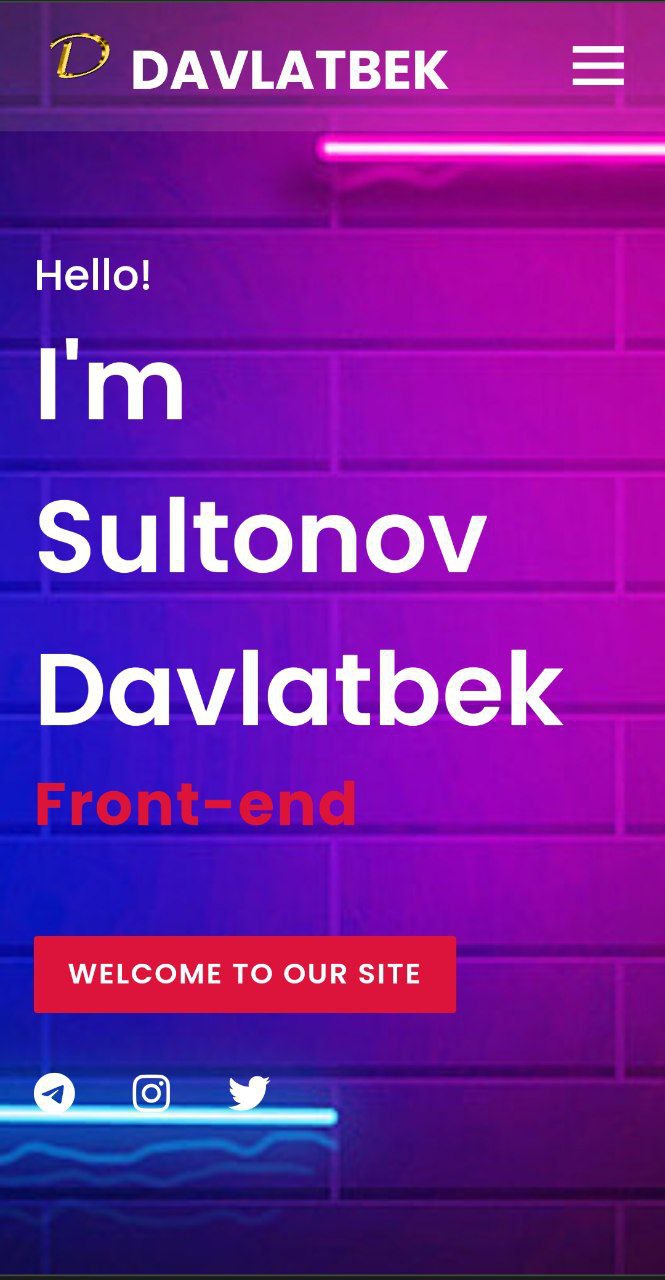 D DAVLATBEK
Hello!
I'm
Sultonov
Davlatbek
Front-end
WELCOME TO OUR SITE